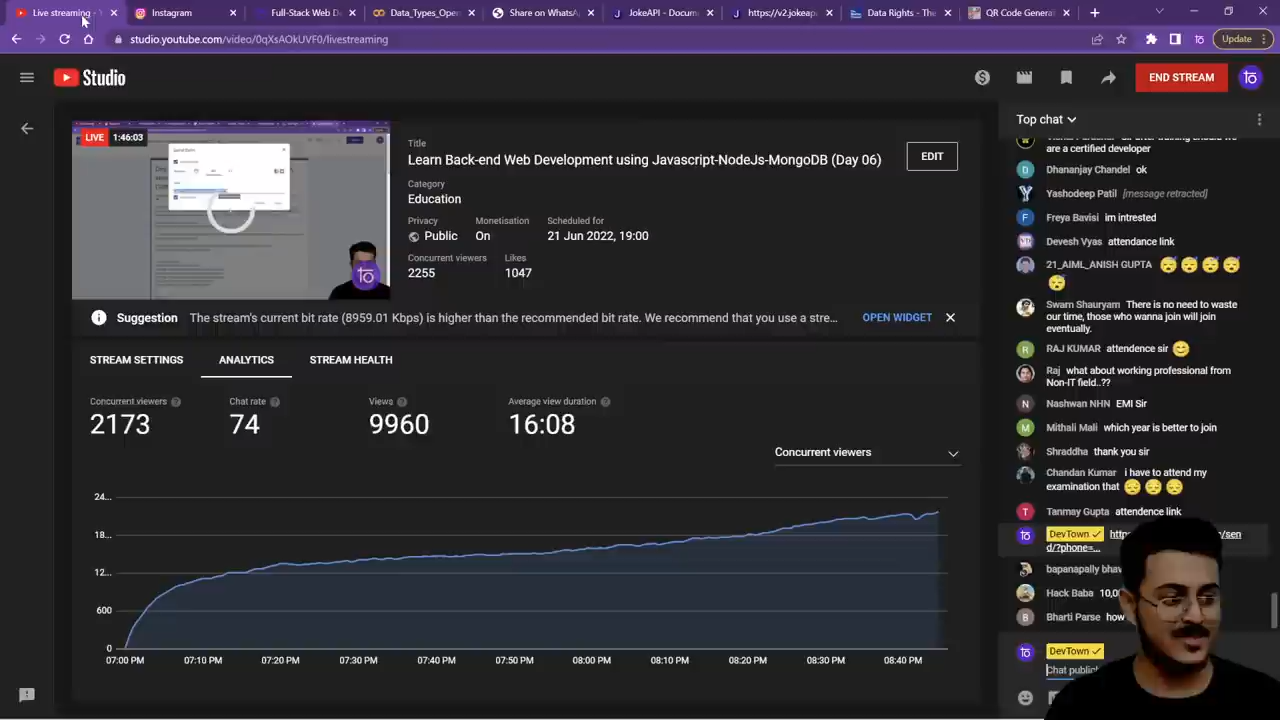 Live streaming -
Instagram
Full-Stack Web D
Data_Types_Oper
Share on WhatsA
JokeAPI - Docum
https://v2.jokeap
Data Rights - The
QR Code Genera
studio.youtube.com/video/0qXsAOkUVF0/livestreaming
Update
Studio
END STREAM
LIVE 1:46:03
Title
Learn Back-end Web Development using Javascript-NodeJs-MongoDB (Day 06)
EDIT
Category
Education
Privacy
Monetisation
Scheduled for
Public
On
21 Jun 2022, 19:00
Concurrent viewers
Likes
2255
1047
Suggestion
The stream's current bit rate (8959.01 Kbps) is higher than the recommended bit rate. We recommend that you use a stre...
OPEN WIDGET
STREAM SETTINGS
ANALYTICS
STREAM HEALTH
Concurrent viewers
Chat rate
Views
Average view duration
2173
74
9960
16:08
Concurrent viewers
24...
18...
12...
600
0
07:00 PM
07:10 PM
07:20 PM
07:30 PM
07:40 PM
07:50 PM
08:00 PM
08:10 PM
08:20 PM
08:30 PM
08:40 PM
Top chat
are a certified developer
Dhananjay Chandel ok
Yashodeep Patil [message retracted]
Freya Bavisi im intrested
Devesh Vyas attendance link
21_AIML_ANISH GUPTA 😴😴😴😴
😴
Swarn Shauryam There is no need to waste
our time, those who wanna join will join
eventually.
RAJ KUMAR attendence sir 😊
Raj what about working professional from
Non-IT field..??
Nashwan NHN EMI Sir
Mithali Mali which year is better to join
Shraddha thank you sir
Chandan Kumar i have to attend my
examination that 😔😔😔
Tanmay Gupta attendence link
DevTown
d/?phone=...
bapanapally bhav
Hack Baba 10,0
Bharti Parse how
DevTown
Chat public